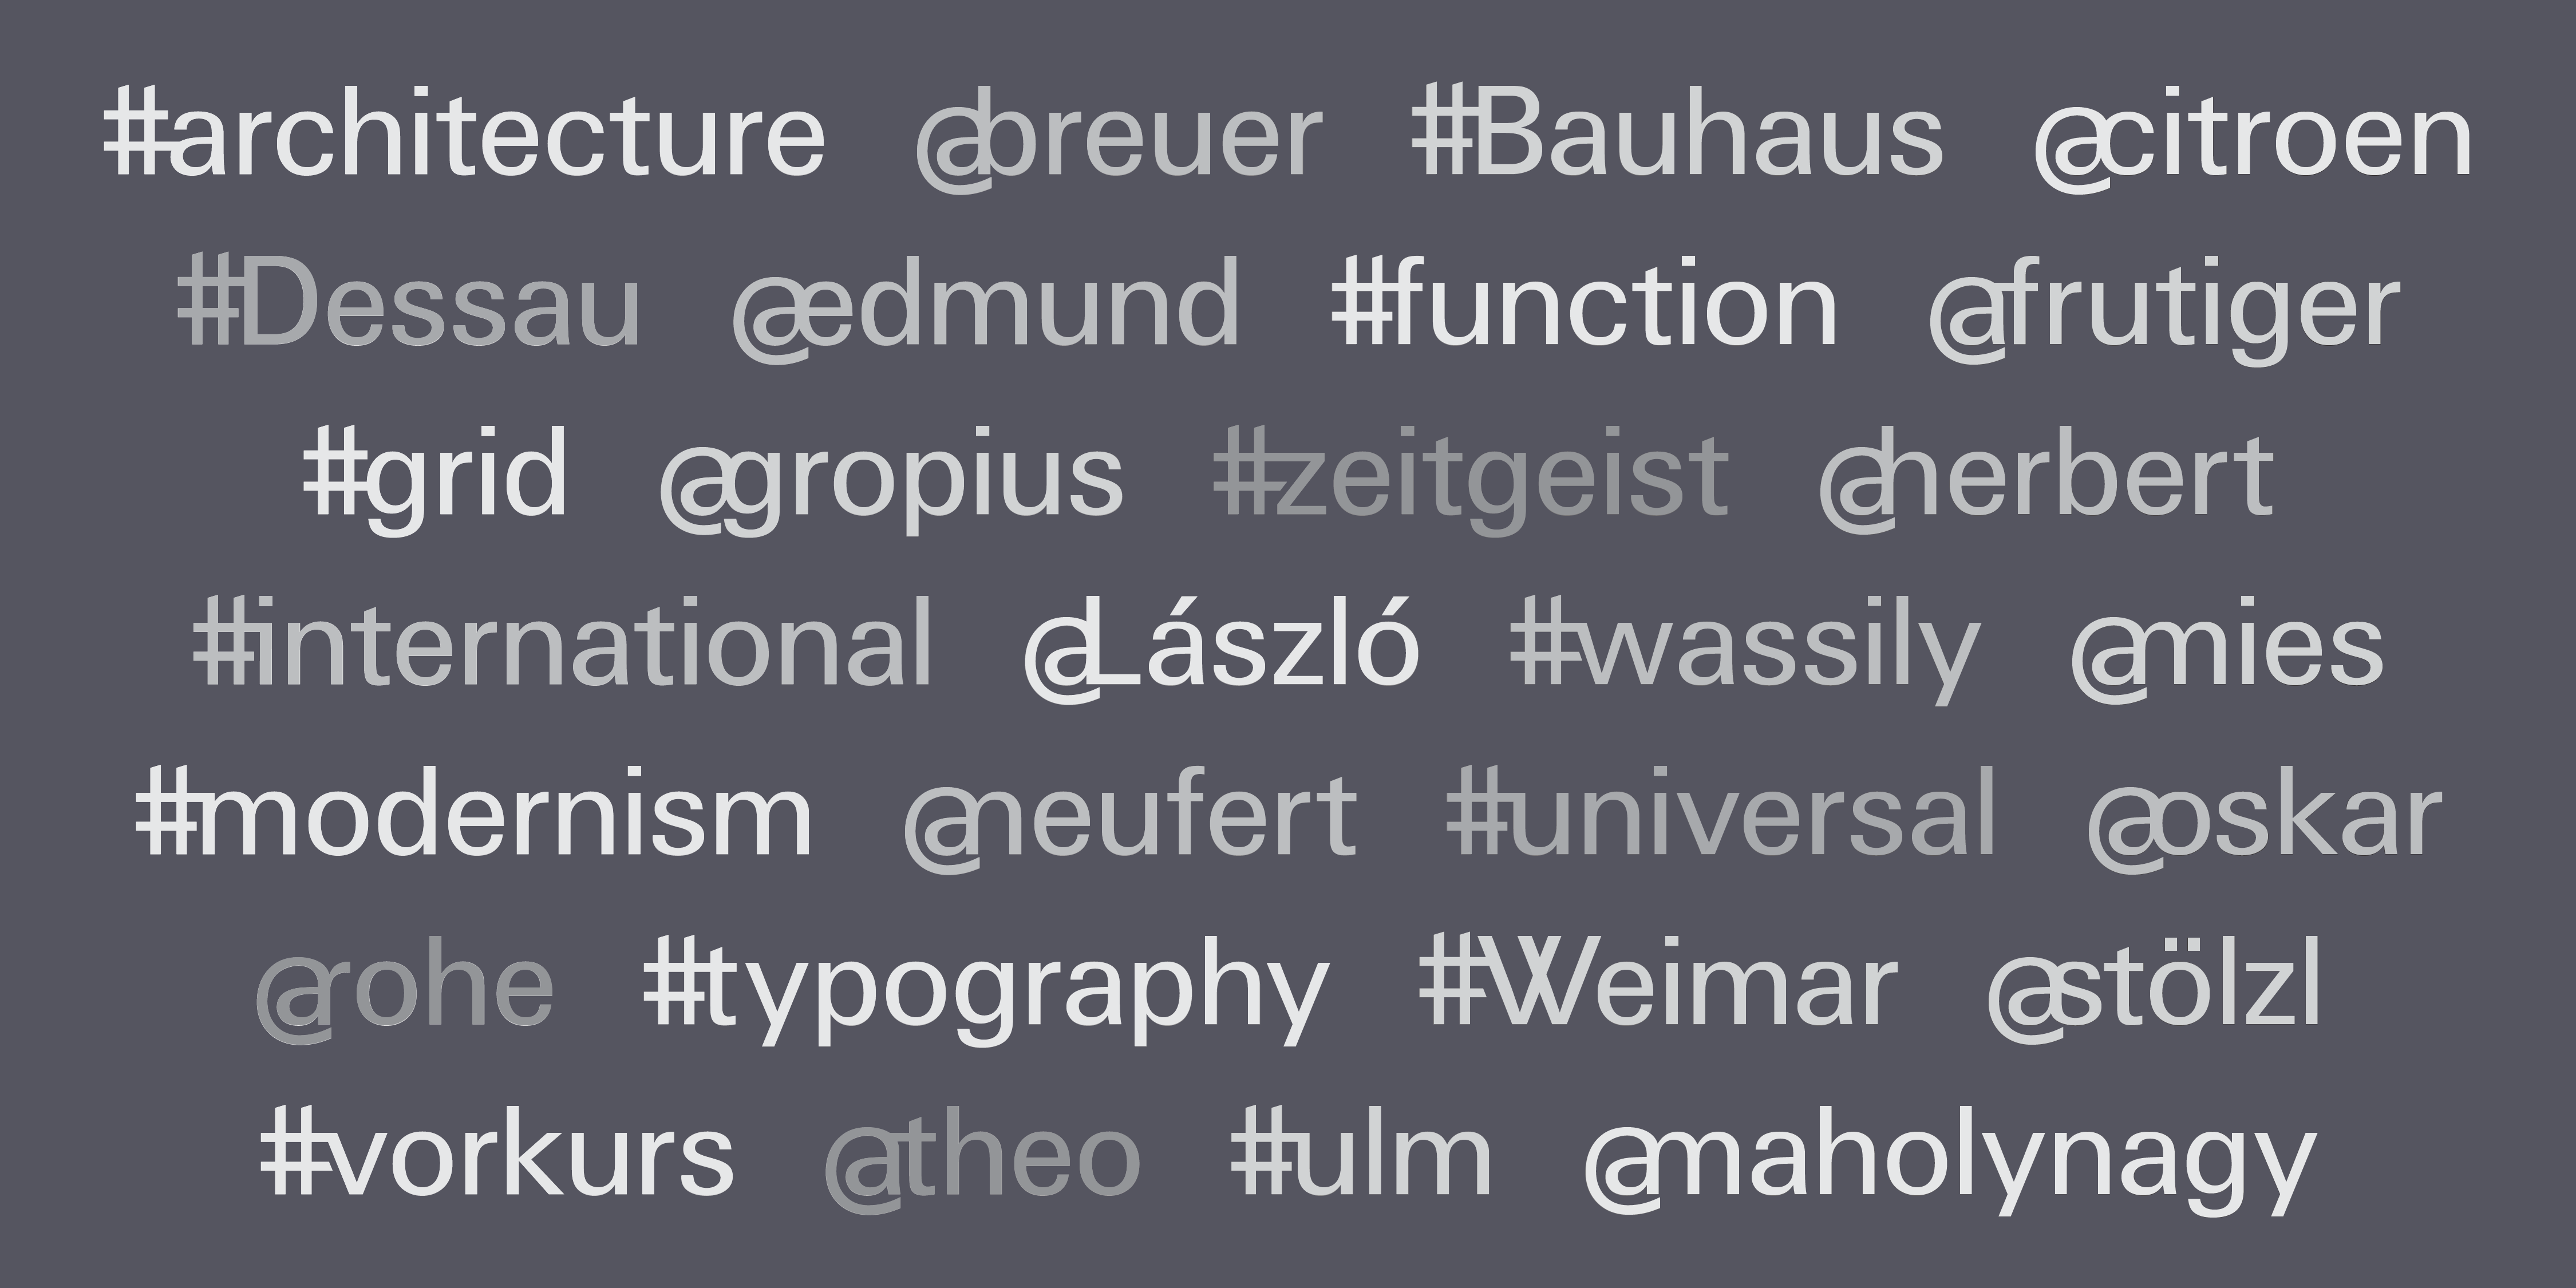 #architecture @breuer #Bauhaus @citroen
#Dessau @edmund #function @frutiger
#grid @gropius #zeitgeist @herbert
#international @László #wassily @mies
#modernism @neufert #universal @oskar
@rohe #typography #Weimar @stölzl
#vorkurs @theo #ulm @maholynagy